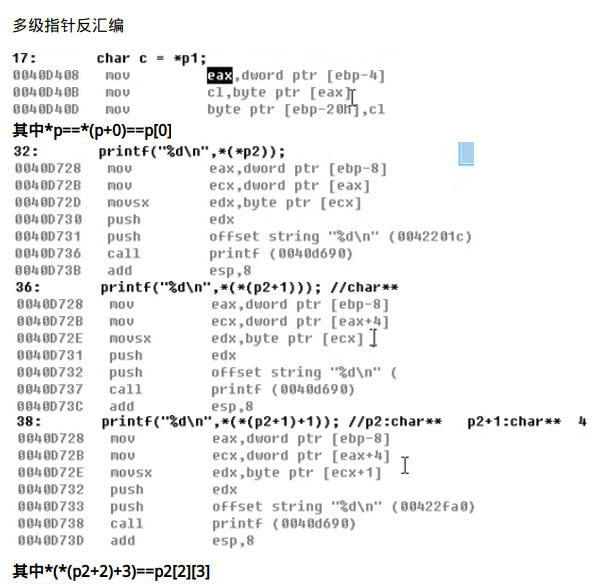 多级指针反汇编
17: char c = *p1;
0040D408 mov eax,dword ptr [ebp-4]
0040D40B mov cl,byte ptr [eax]
0040D40D mov byte ptr [ebp-20h],cl
其中*p==*(p+0)==p[0]
32: printf("%d\n",*(*p2));
0040D728 mov eax,dword ptr [ebp-8]
0040D72B mov ecx,dword ptr [eax]
0040D72D movsx edx,byte ptr [ecx]
0040D730 push edx
0040D731 push offset string "%d\n" (0042201c)
0040D736 call printf (0040d690)
0040D73B add esp,8
36: printf("%d\n",*(*(p2+1))); //char**
0040D728 mov eax,dword ptr [ebp-8]
0040D72B mov ecx,dword ptr [eax+4]
0040D72E movsx edx,byte ptr [ecx]
0040D731 push edx
0040D732 push offset string "%d\n" (
0040D737 call printf (0040d690)
0040D73C add esp,8
38: printf("%d\n",*(*(p2+1)+1)); //p2:char** p2+1:char** 4
0040D728 mov eax,dword ptr [ebp-8]
0040D72B mov ecx,dword ptr [eax+4]
0040D72E movsx edx,byte ptr [ecx+1]
0040D732 push edx
0040D733 push offset string "%d\n" (00422fa0)
0040D738 call printf (0040d690)
0040D73D add esp,8
其中*(*(p2+2)+3)==p2[2][3]